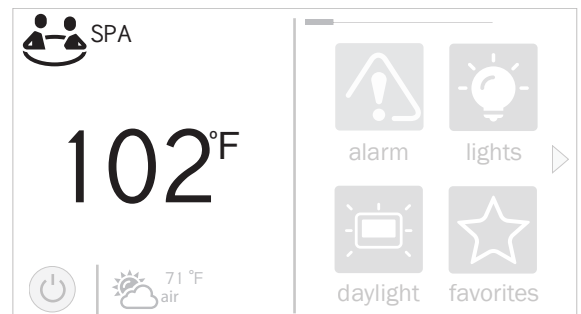 SPA
102°F
71 °F
air
alarm
lights
daylight
favorites